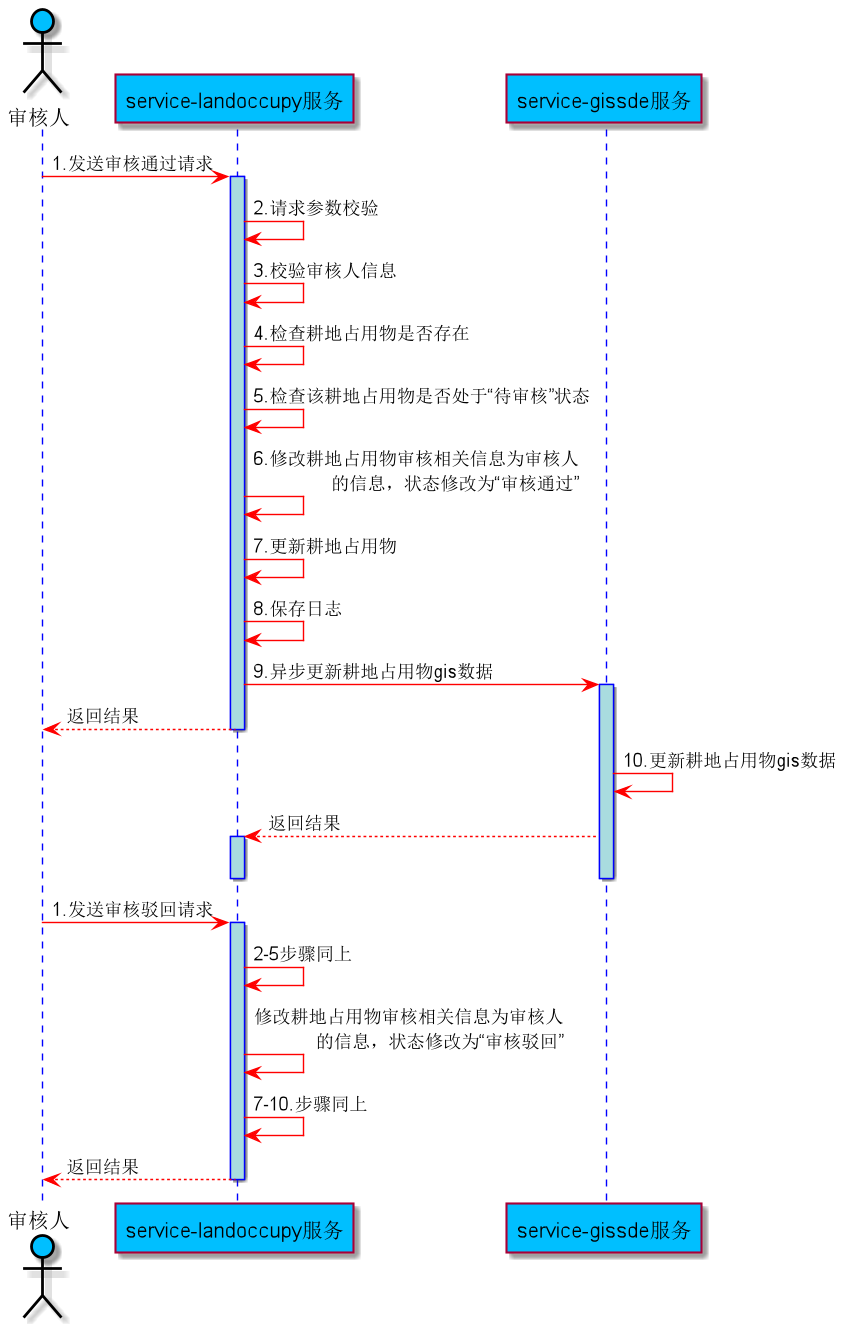 审核人
service-landoccupy服务
service-gissde服务
1.发送审核通过请求
2.请求参数校验
3.校验审核人信息
4.检查耕地占用物是否存在
5.检查该耕地占用物是否处于“待审核”状态
6.修改耕地占用物审核相关信息为审核人
的信息，状态修改为“审核通过”
7.更新耕地占用物
8.保存日志
9.异步更新耕地占用物gis数据
返回结果
10.更新耕地占用物gis数据
返回结果
1.发送审核驳回请求
2-5步骤同上
修改耕地占用物审核相关信息为审核人
的信息，状态修改为“审核驳回”
7-10.步骤同上
返回结果
审核人
service-landoccupy服务
service-gissde服务